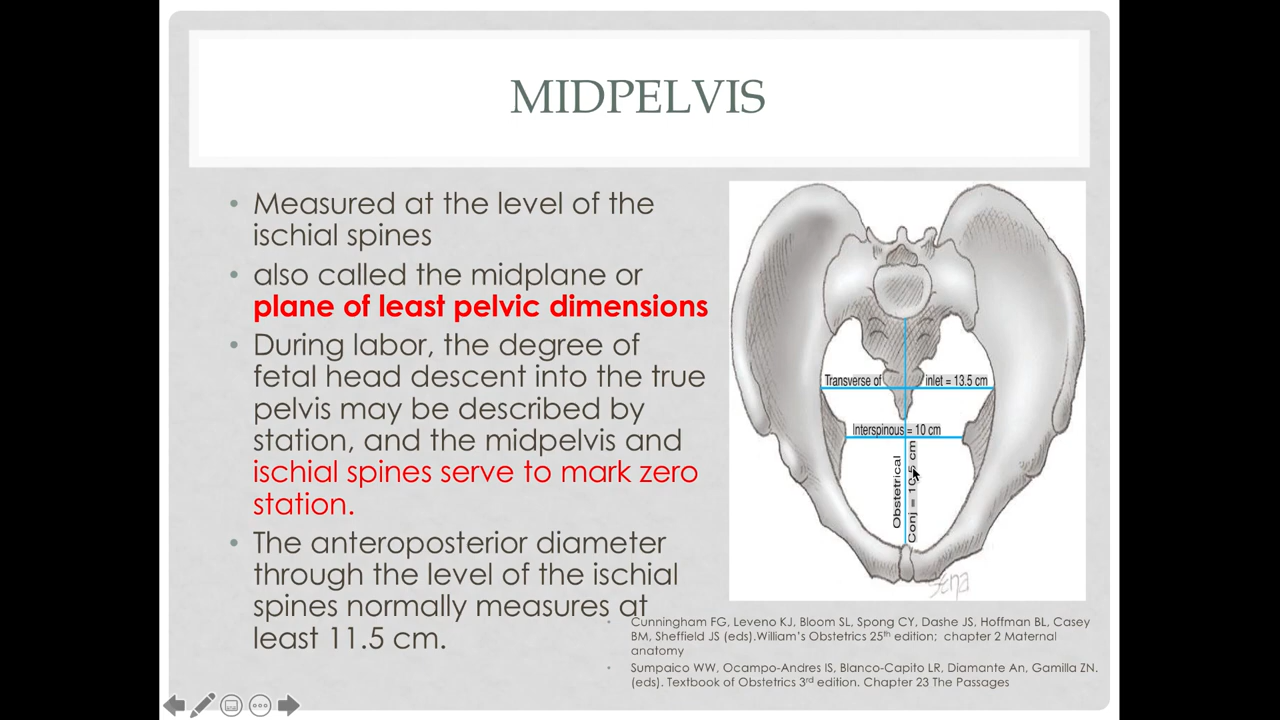 MIDPELVIS
• Measured at the level of the
ischial spines
• also called the midplane or
plane of least pelvic dimensions
• During labor, the degree of
fetal head descent into the true
pelvis may be described by
station, and the midpelvis and
ischial spines serve to mark zero
station.
• The anteroposterior diameter
through the level of the ischial
spines normally measures at
least 11.5 cm.
Transverse of inlet = 13.5 cm
Interspinous = 10 cm
Obstetrical
Conj = 10.5 cm
Sena
• Cunningham FG, Leveno KJ, Bloom SL, Spong CY, Dashe JS, Hoffman BL, Casey
BM, Sheffield JS (eds).William’s Obstetrics 25th edition; chapter 2 Maternal
anatomy
• Sumpaico WW, Ocampo-Andres IS, Blanco-Capito LR, Diamante An, Gamilla ZN.
(eds). Textbook of Obstetrics 3rd edition. Chapter 23 The Passages